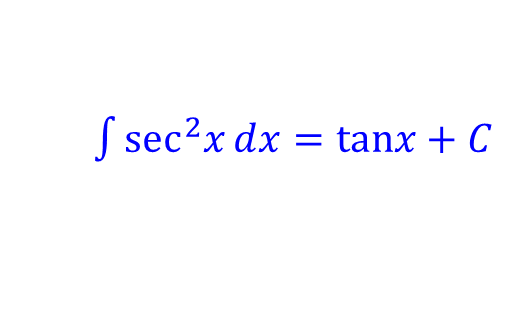 ∫ sec²x dx = tanx + C